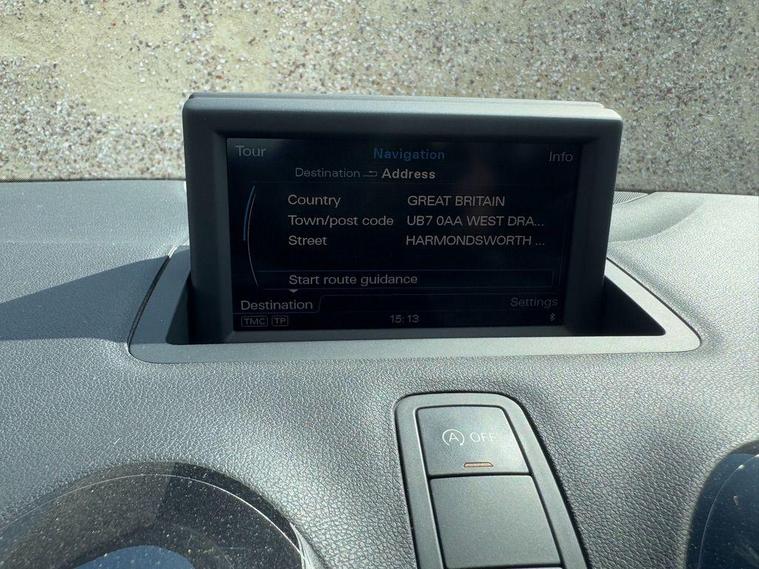 Tour Navigation Info
Destination Address
Country GREAT BRITAIN
Town/post code UB7 0AA WEST DRA...
Street HARMONDSWORTH ...
Start route guidance
Destination Settings
TMC TP 15:13
A OFF